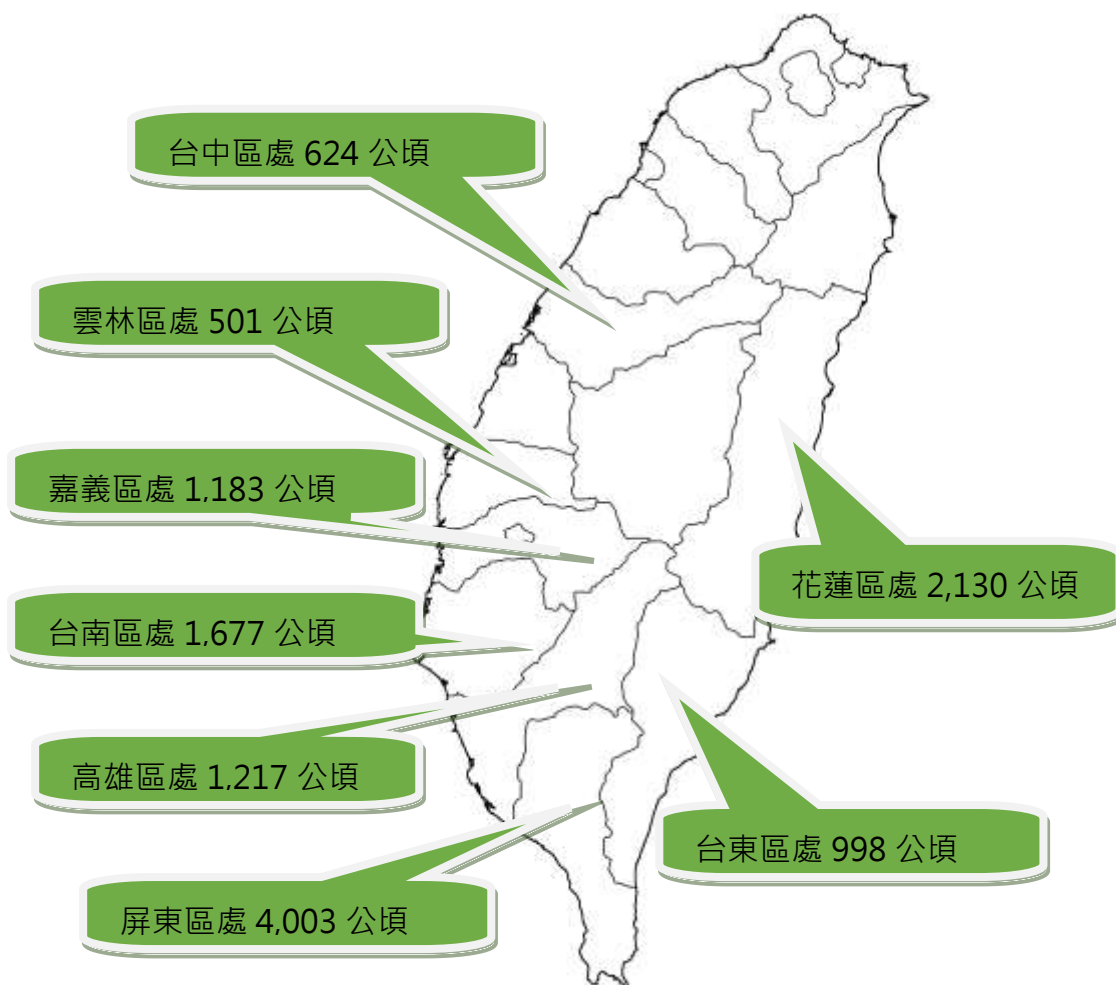 台中區處 624 公頃
雲林區處 501 公頃
嘉義區處 1,183 公頃
花蓮區處 2,130 公頃
台南區處 1,677 公頃
高雄區處 1,217 公頃
台東區處 998 公頃
屏東區處 4,003 公頃